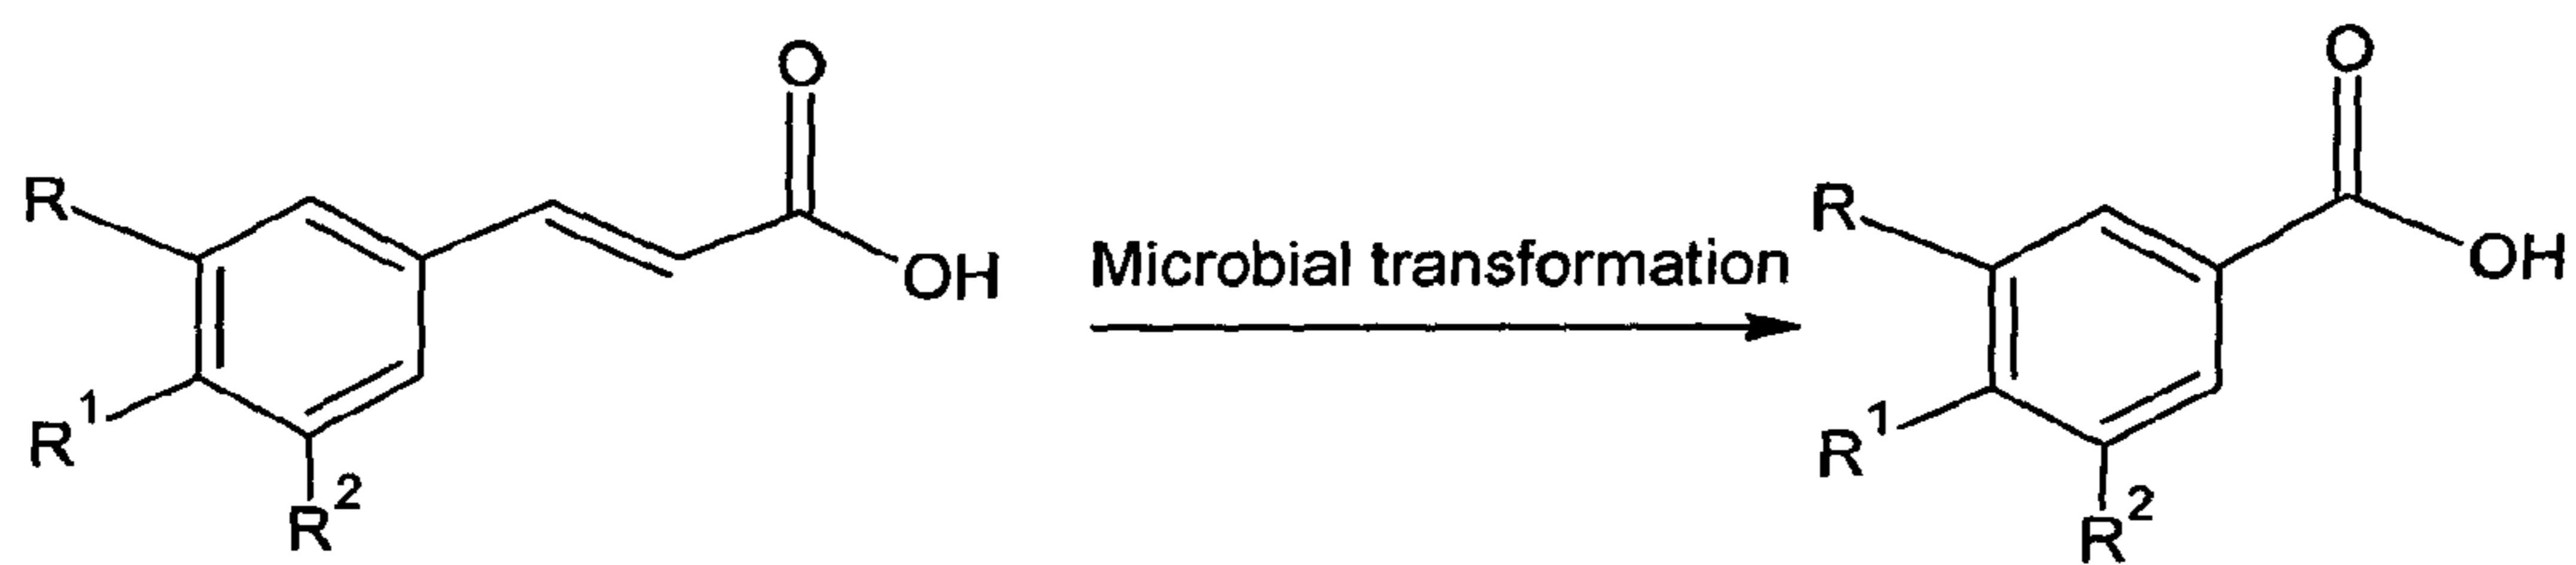 O
R
OH
R1
R2
Microbial transformation
O
R
OH
R1
R2